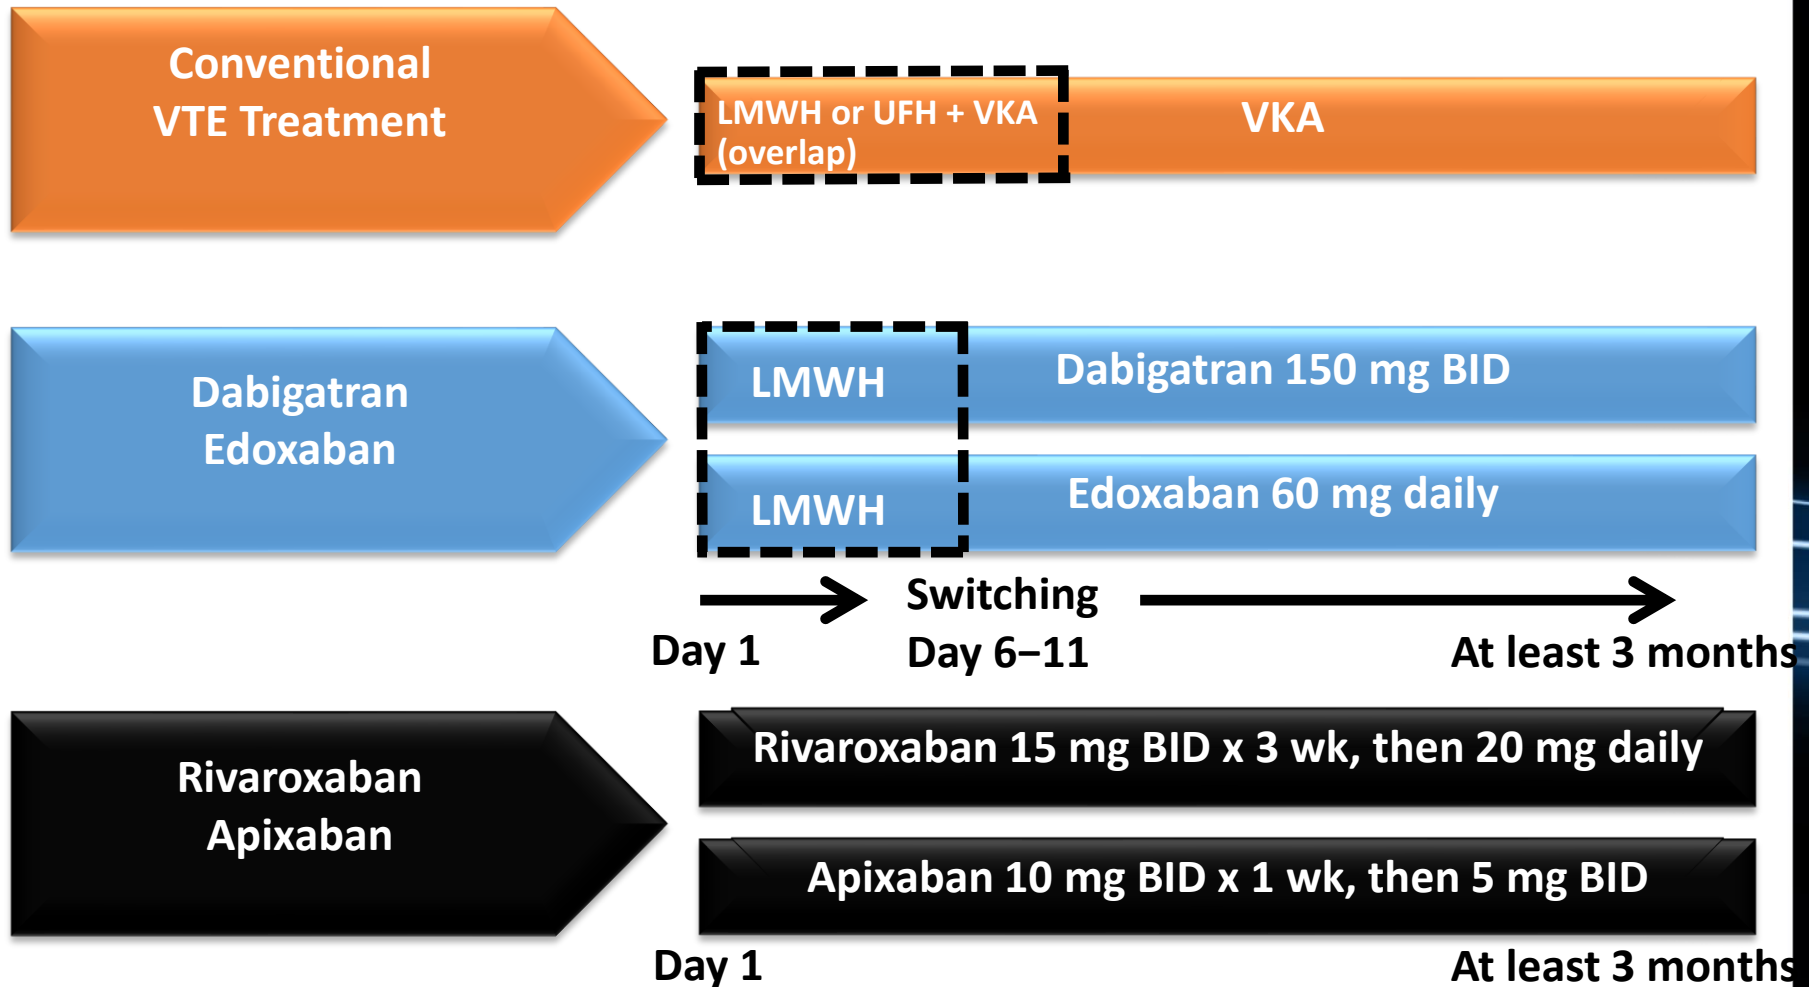 Conventional
VTE Treatment
LMWH or UFH + VKA
(overlap)
VKA
Dabigatran
Edoxaban
LMWH
Dabigatran 150 mg BID
LMWH
Edoxaban 60 mg daily
Switching
Day 1
Day 6–11
At least 3 months
Rivaroxaban
Apixaban
Rivaroxaban 15 mg BID x 3 wk, then 20 mg daily
Apixaban 10 mg BID x 1 wk, then 5 mg BID
Day 1
At least 3 months